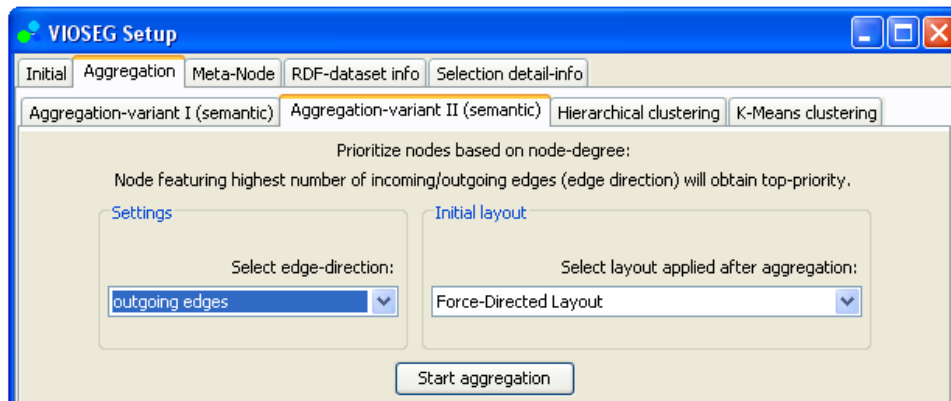 VIOSEG Setup
Initial Aggregation Meta-Node RDF-dataset info Selection detail-info
Aggregation-variant I (semantic) Aggregation-variant II (semantic) Hierarchical clustering K-Means clustering
Prioritize nodes based on node-degree:
Node featuring highest number of incoming/outgoing edges (edge direction) will obtain top-priority.
Settings Initial layout
Select edge-direction: Select layout applied after aggregation:
outgoing edges Force-Directed Layout
Start aggregation